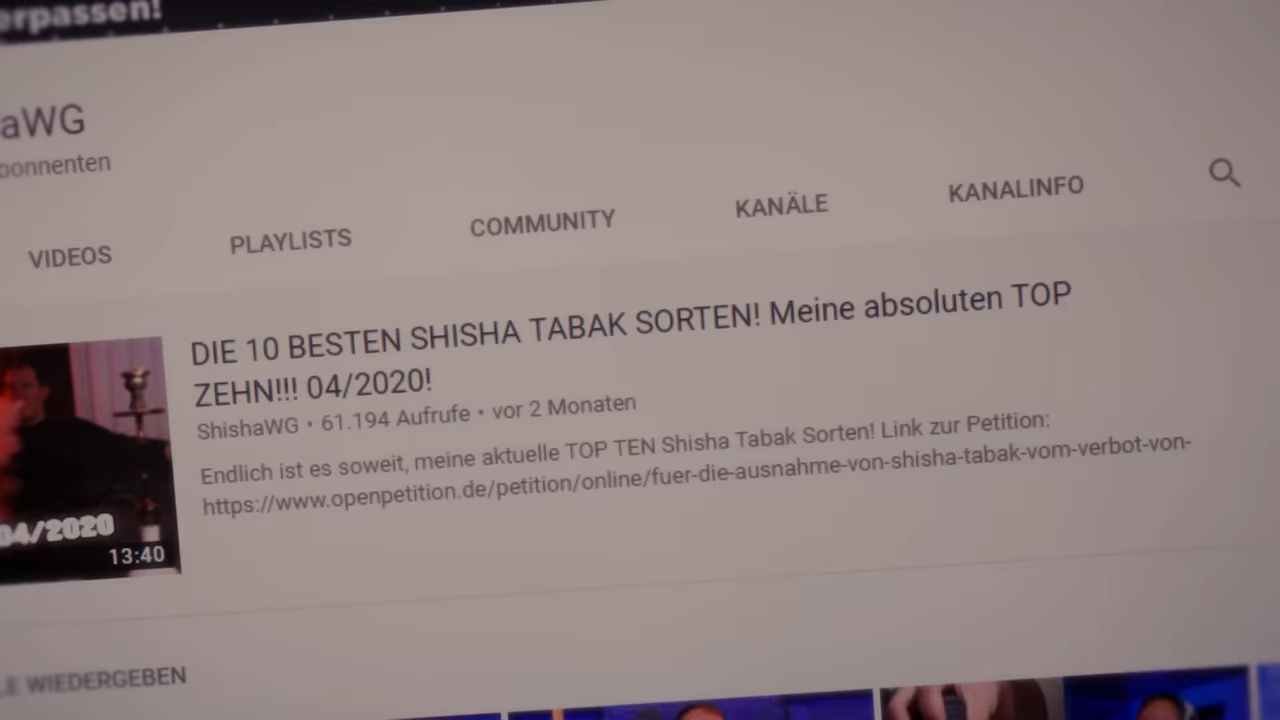 erpassen!
aWG
bonnenten
VIDEOS PLAYLISTS COMMUNITY KANÄLE KANALINFO
DIE 10 BESTEN SHISHA TABAK SORTEN! Meine absoluten TOP
ZEHN!!! 04/2020!
ShishaWG • 61.194 Aufrufe • vor 2 Monaten
Endlich ist es soweit, meine aktuelle TOP TEN Shisha Tabak Sorten! Link zur Petition:
https://www.openpetition.de/petition/online/fuer-die-ausnahme-von-shisha-tabak-vom-verbot-von-
04/2020
13:40
LE WIEDERGEBEN